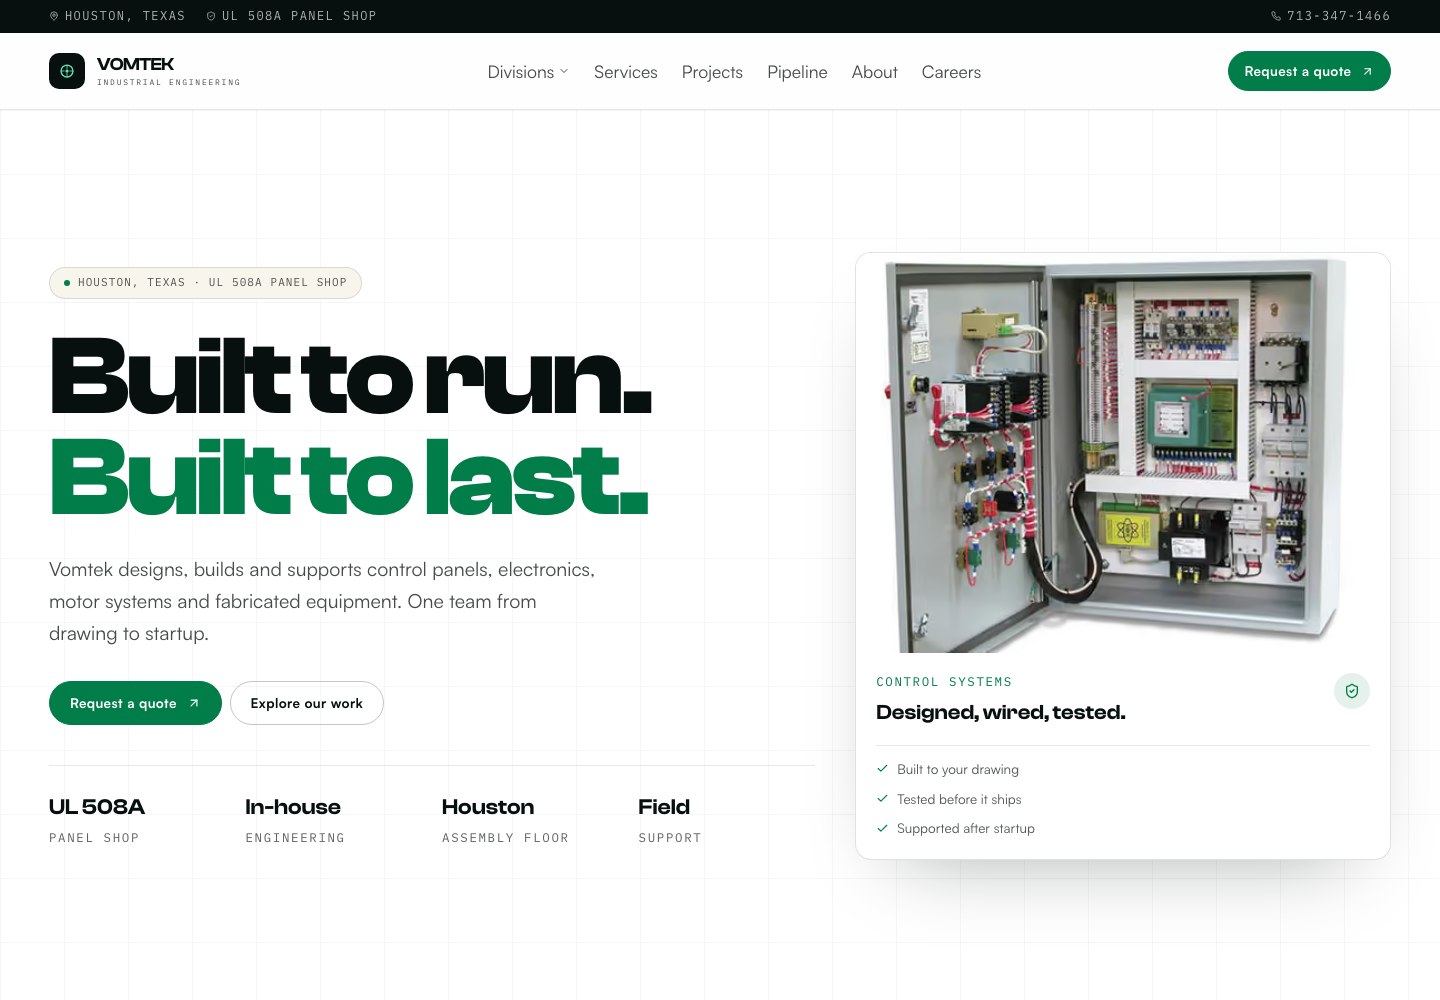 HOUSTON, TEXAS
UL 508A PANEL SHOP
713-347-1466
VOMTEK
INDUSTRIAL ENGINEERING
Divisions
Services
Projects
Pipeline
About
Careers
Request a quote
HOUSTON, TEXAS · UL 508A PANEL SHOP
Built to run.
Built to last.
Vomtek designs, builds and supports control panels, electronics,
motor systems and fabricated equipment. One team from
drawing to startup.
Request a quote
Explore our work
UL 508A
PANEL SHOP
In-house
ENGINEERING
Houston
ASSEMBLY FLOOR
Field
SUPPORT
CONTROL SYSTEMS
Designed, wired, tested.
Built to your drawing
Tested before it ships
Supported after startup